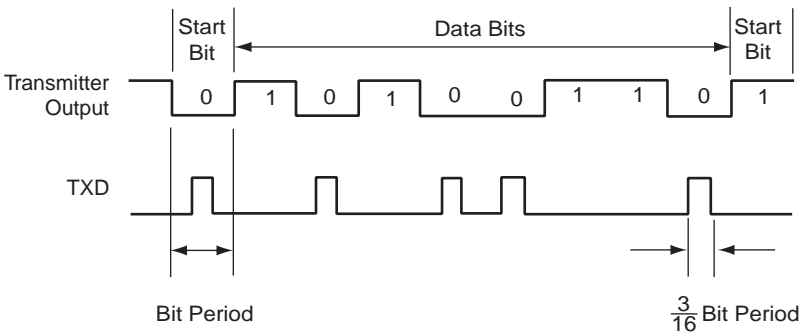 Start
Bit
Data Bits
Start
Bit
Transmitter
Output
0 1 0 1 0 0 1 1 0 1
TXD
Bit Period
3/16 Bit Period